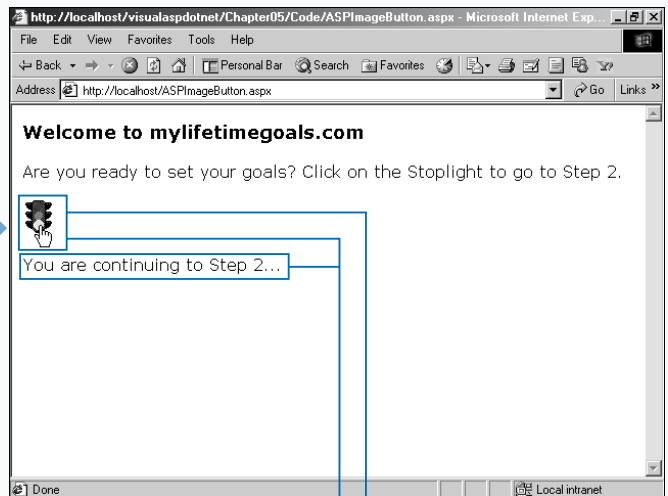 http://localhost/visualaspdotnet/Chapter05/Code/ASPImageButton.aspx - Microsoft Internet Exp...
File Edit View Favorites Tools Help
Back Personal Bar Search Favorites
Address http://localhost/ASPImageButton.aspx Go Links »
Welcome to mylifetimegoals.com
Are you ready to set your goals? Click on the Stoplight to go to Step 2.
You are continuing to Step 2...
Done Local intranet